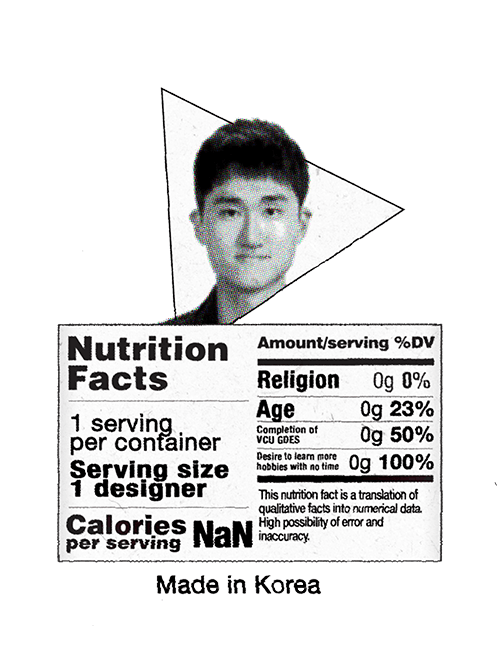 Nutrition
Facts
1 serving
per container
Serving size
1 designer
Calories
per serving
NaN
Amount/serving %DV
Religion 0g 0%
Age 0g 23%
Completion of
VCU GDES
0g 50%
Desire to learn more
hobbies with no time
0g 100%
This nutrition fact is a translation of
qualitative facts into numerical data.
High possibility of error and
inaccuracy.
Made in Korea